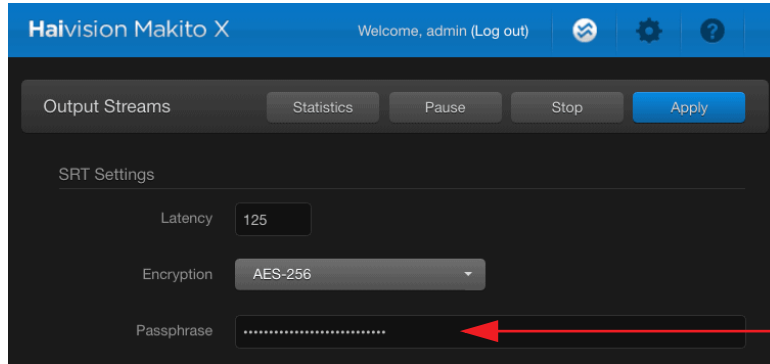 Haivision Makito X
Welcome, admin (Log out)
?
Output Streams
Statistics
Pause
Stop
Apply
SRT Settings
Latency
125
Encryption
AES-256
Passphrase
••••••••••••••••••••••••••••